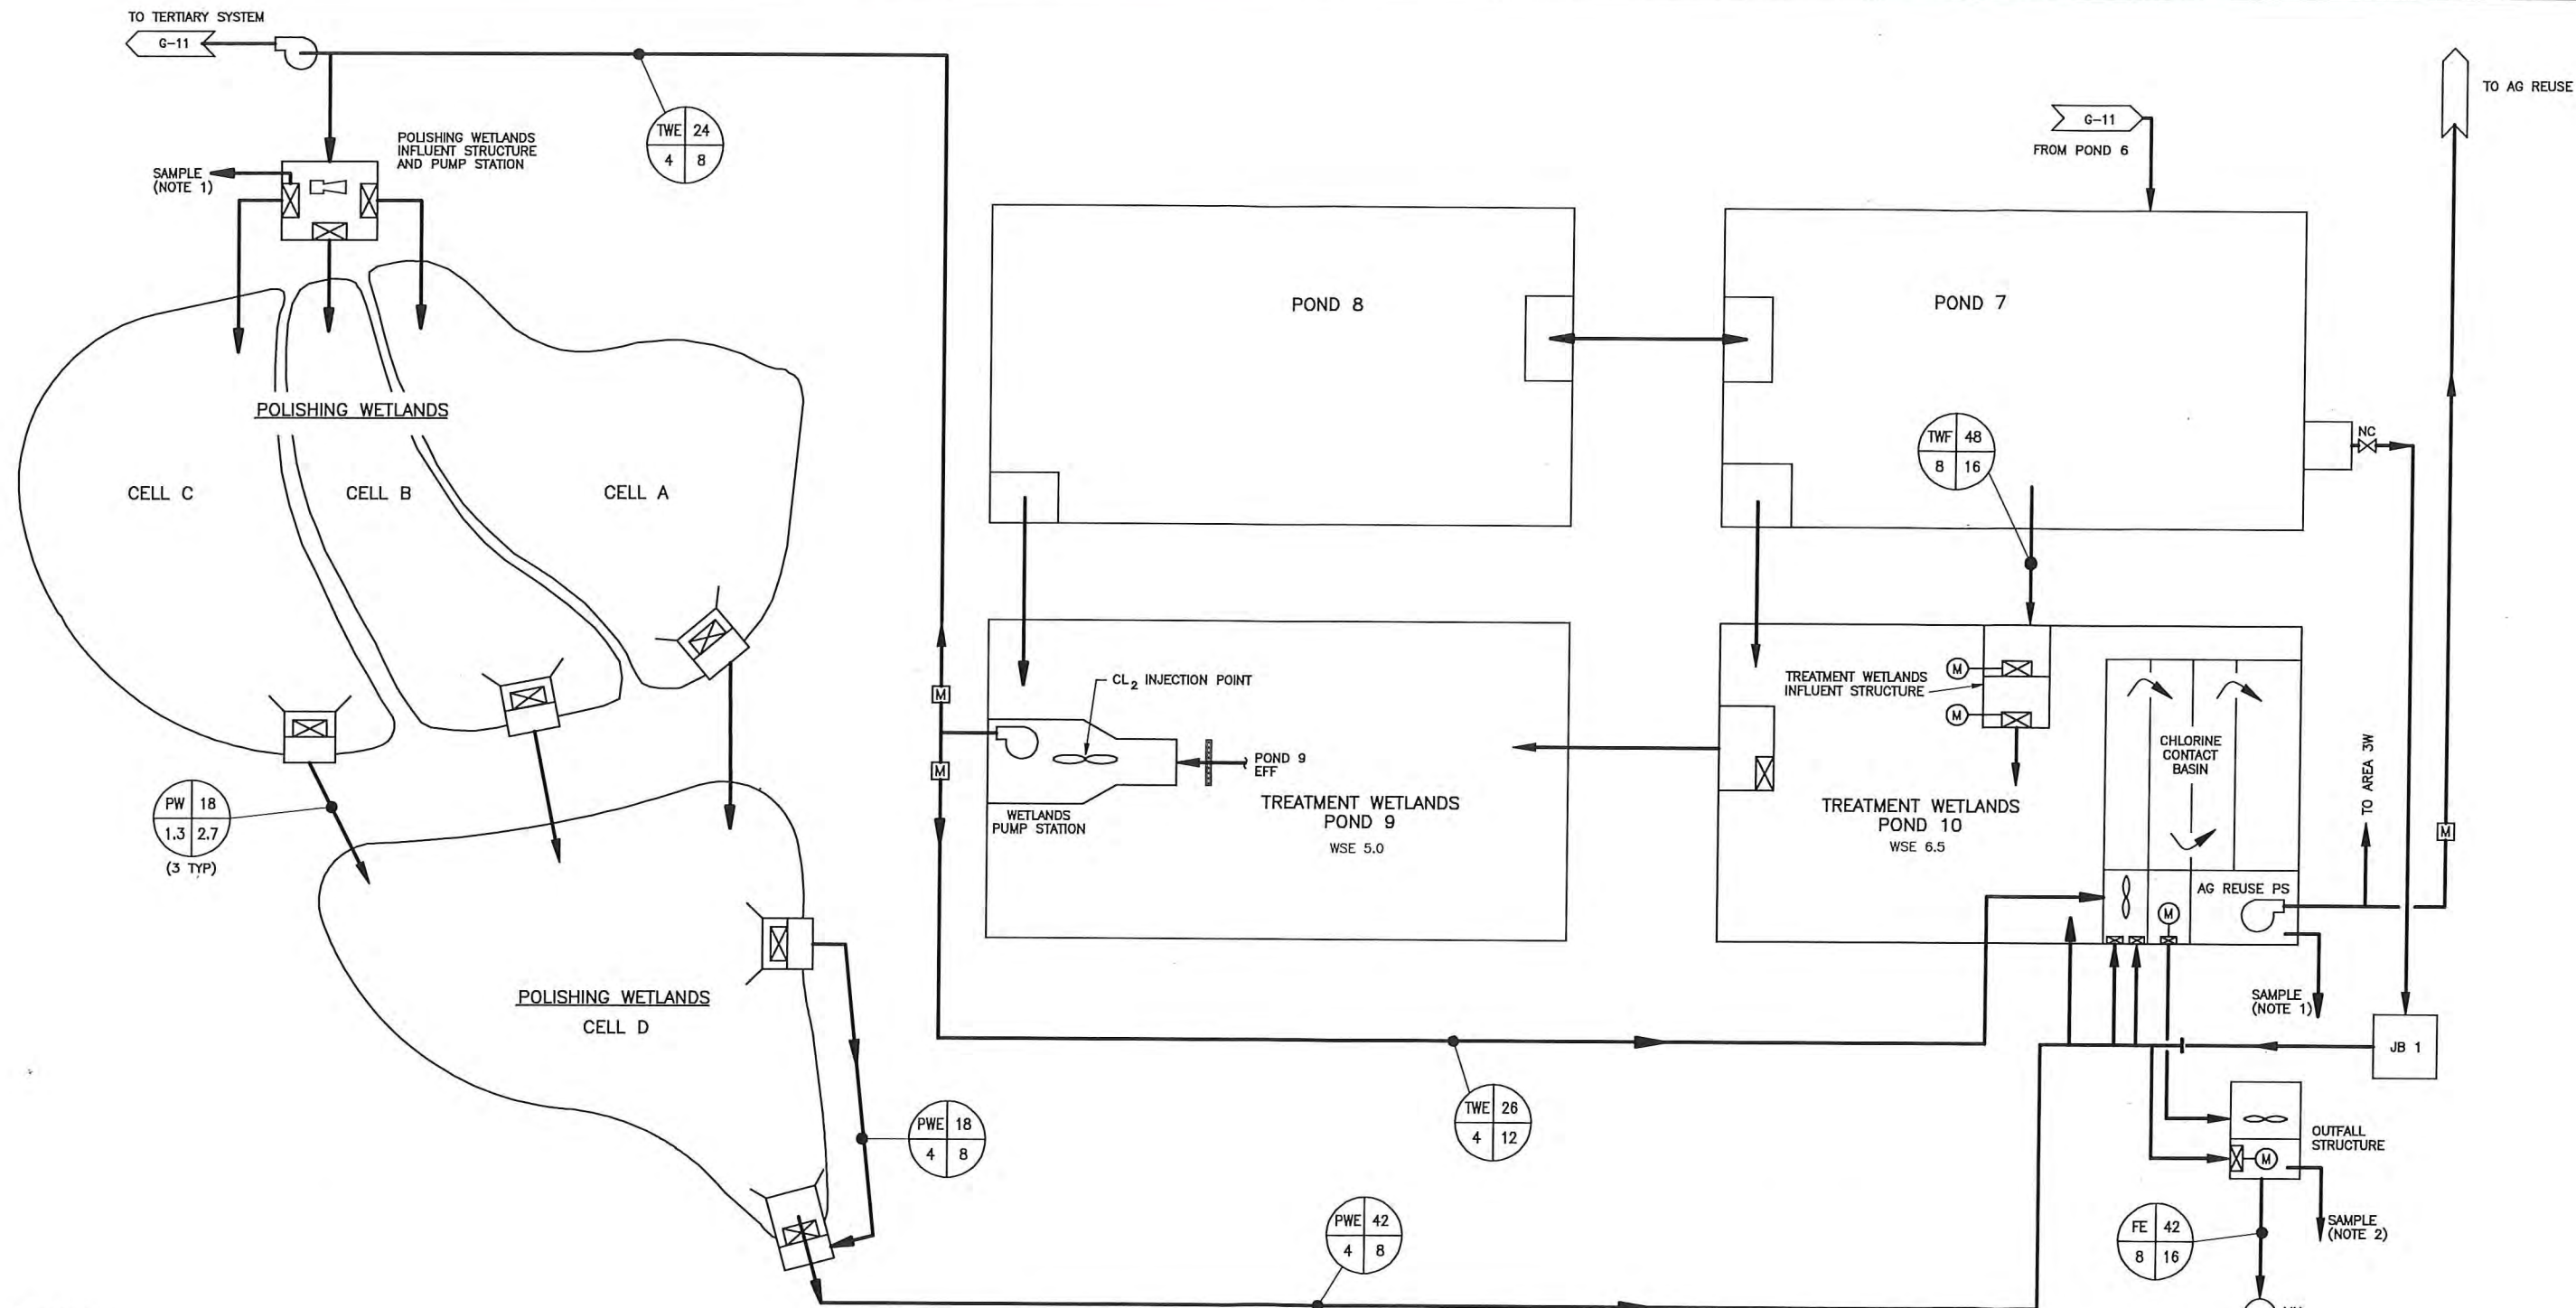 TO TERTIARY SYSTEM
G-11
POLISHING WETLANDS
INFLUENT STRUCTURE
AND PUMP STATION
SAMPLE
(NOTE 1)
TWE 24
4 8
POLISHING WETLANDS
CELL C
CELL B
CELL A
PW 18
1.3 2.7
(3 TYP)
POLISHING WETLANDS
CELL D
PWE 18
4 8
PWE 42
4 8
POND 8
POND 7
G-11
FROM POND 6
TO AG REUSE
TWF 48
8 16
NC
M
M
CL2 INJECTION POINT
POND 9
EFF
WETLANDS
PUMP STATION
TREATMENT WETLANDS
POND 9
WSE 5.0
TREATMENT WETLANDS
INFLUENT STRUCTURE
M
M
TREATMENT WETLANDS
POND 10
WSE 6.5
CHLORINE
CONTACT
BASIN
AG REUSE PS
M
TO AREA 3W
M
SAMPLE
(NOTE 1)
JB 1
TWE 26
4 12
OUTFALL
STRUCTURE
M
SAMPLE
(NOTE 2)
FE 42
8 16